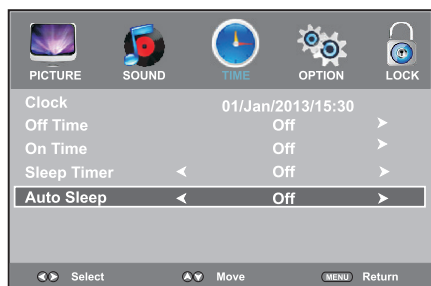 PICTURE SOUND TIME OPTION LOCK
Clock 01/Jan/2013/15:30
Off Time Off
On Time Off
Sleep Timer Off
Auto Sleep Off
Select Move MENU Return